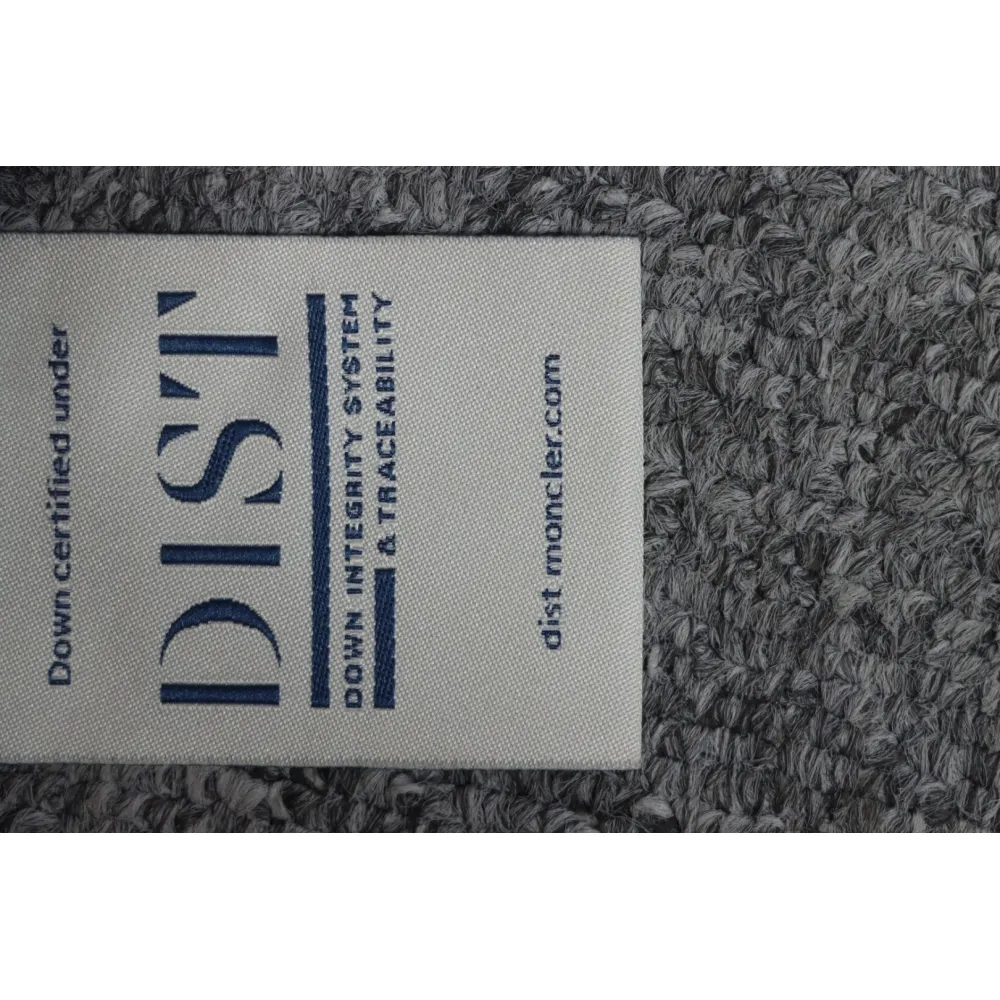 Down certified under
DIST
DOWN INTEGRITY SYSTEM
& TRACEABILITY
dist moncler.com